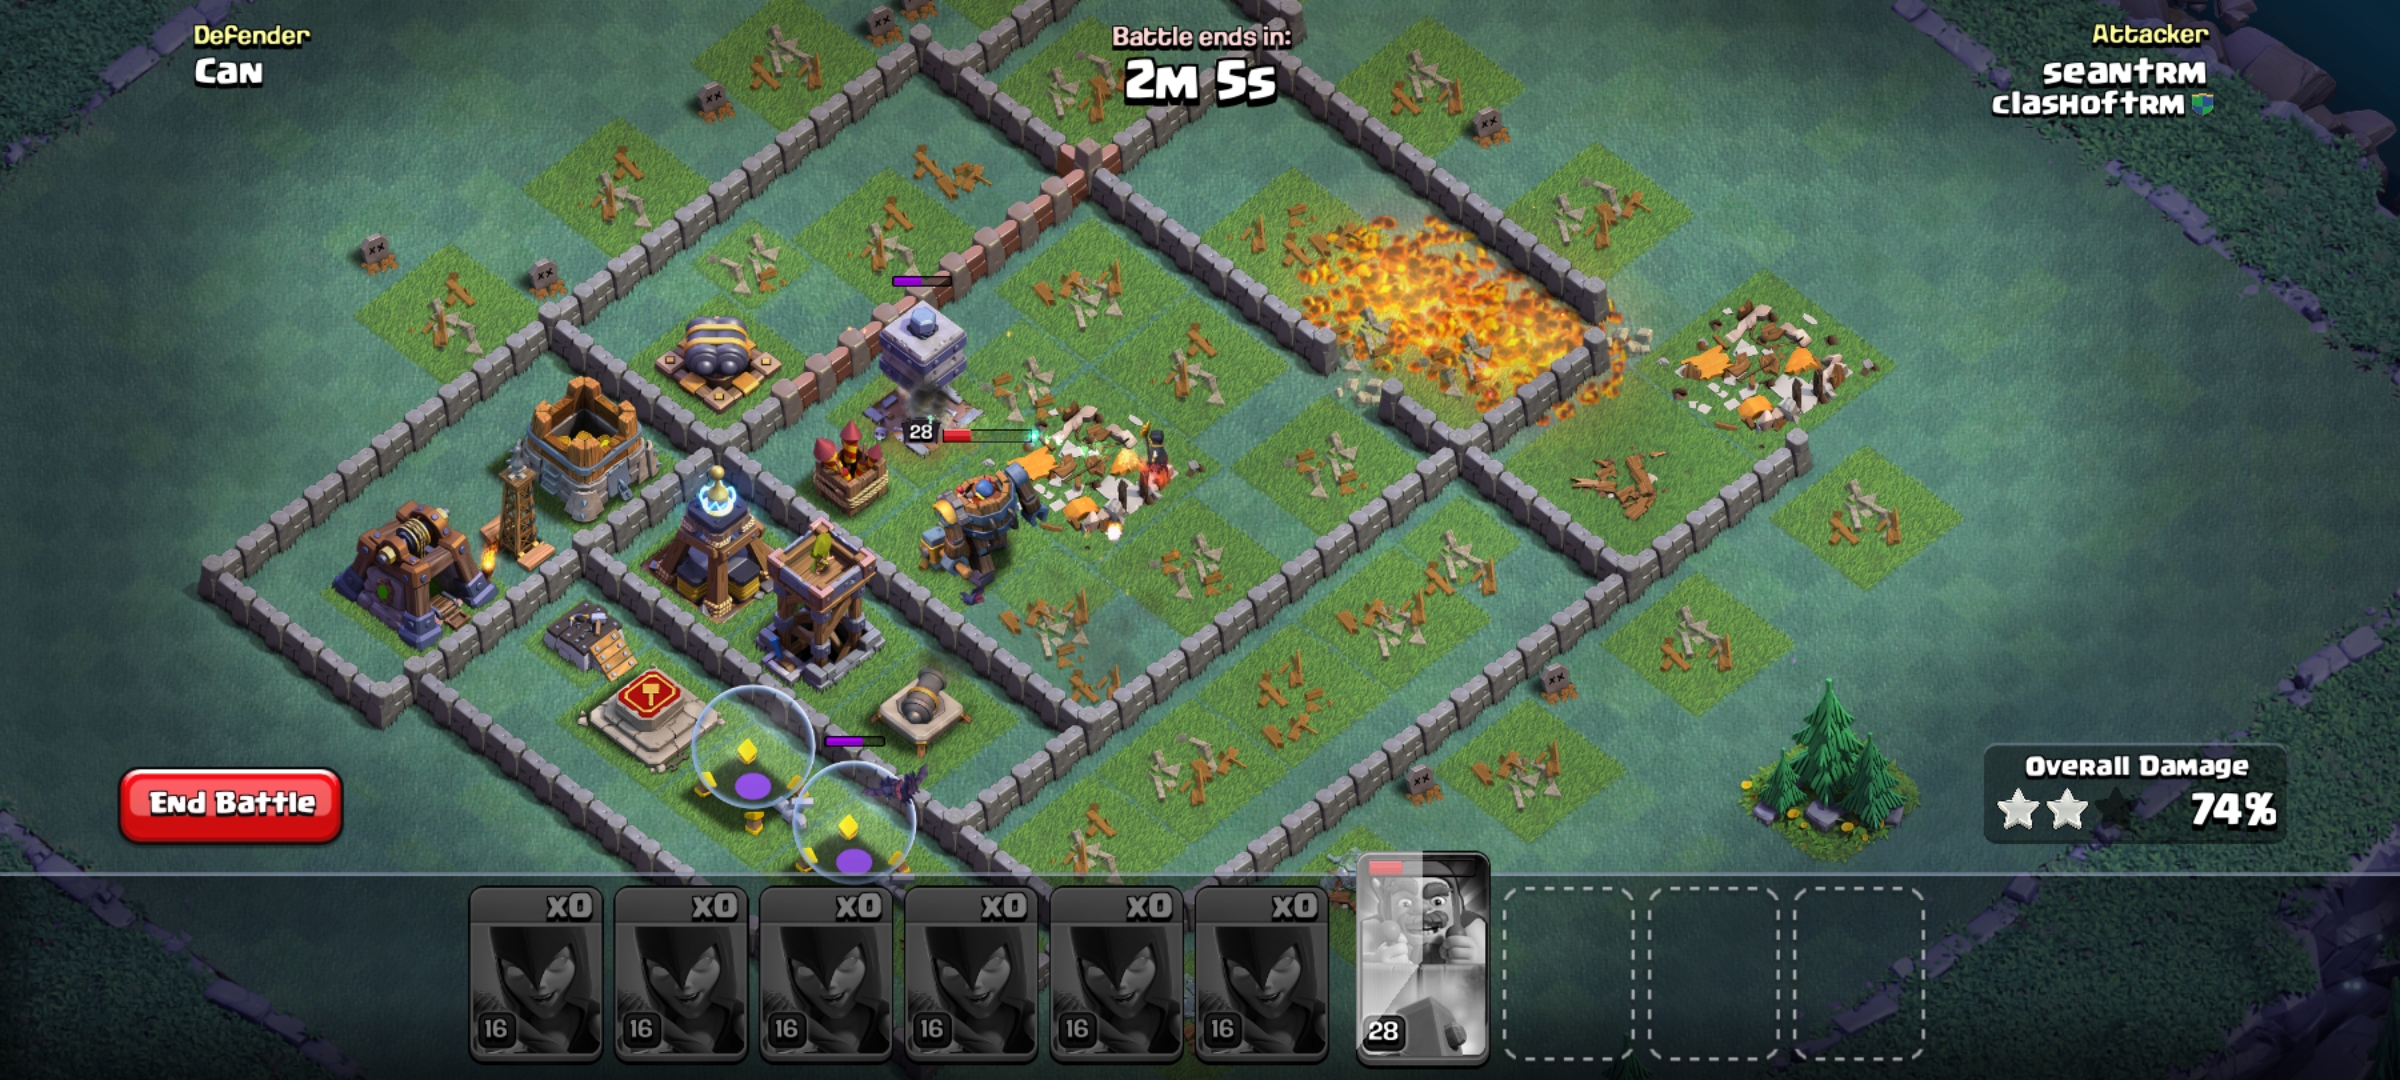 Defender
Can
Battle ends in:
2M 5s
Attacker
seantRM
clashoftRM
28
End Battle
Overall Damage
74%
x0
x0
x0
x0
x0
x0
16
16
16
16
16
16
28